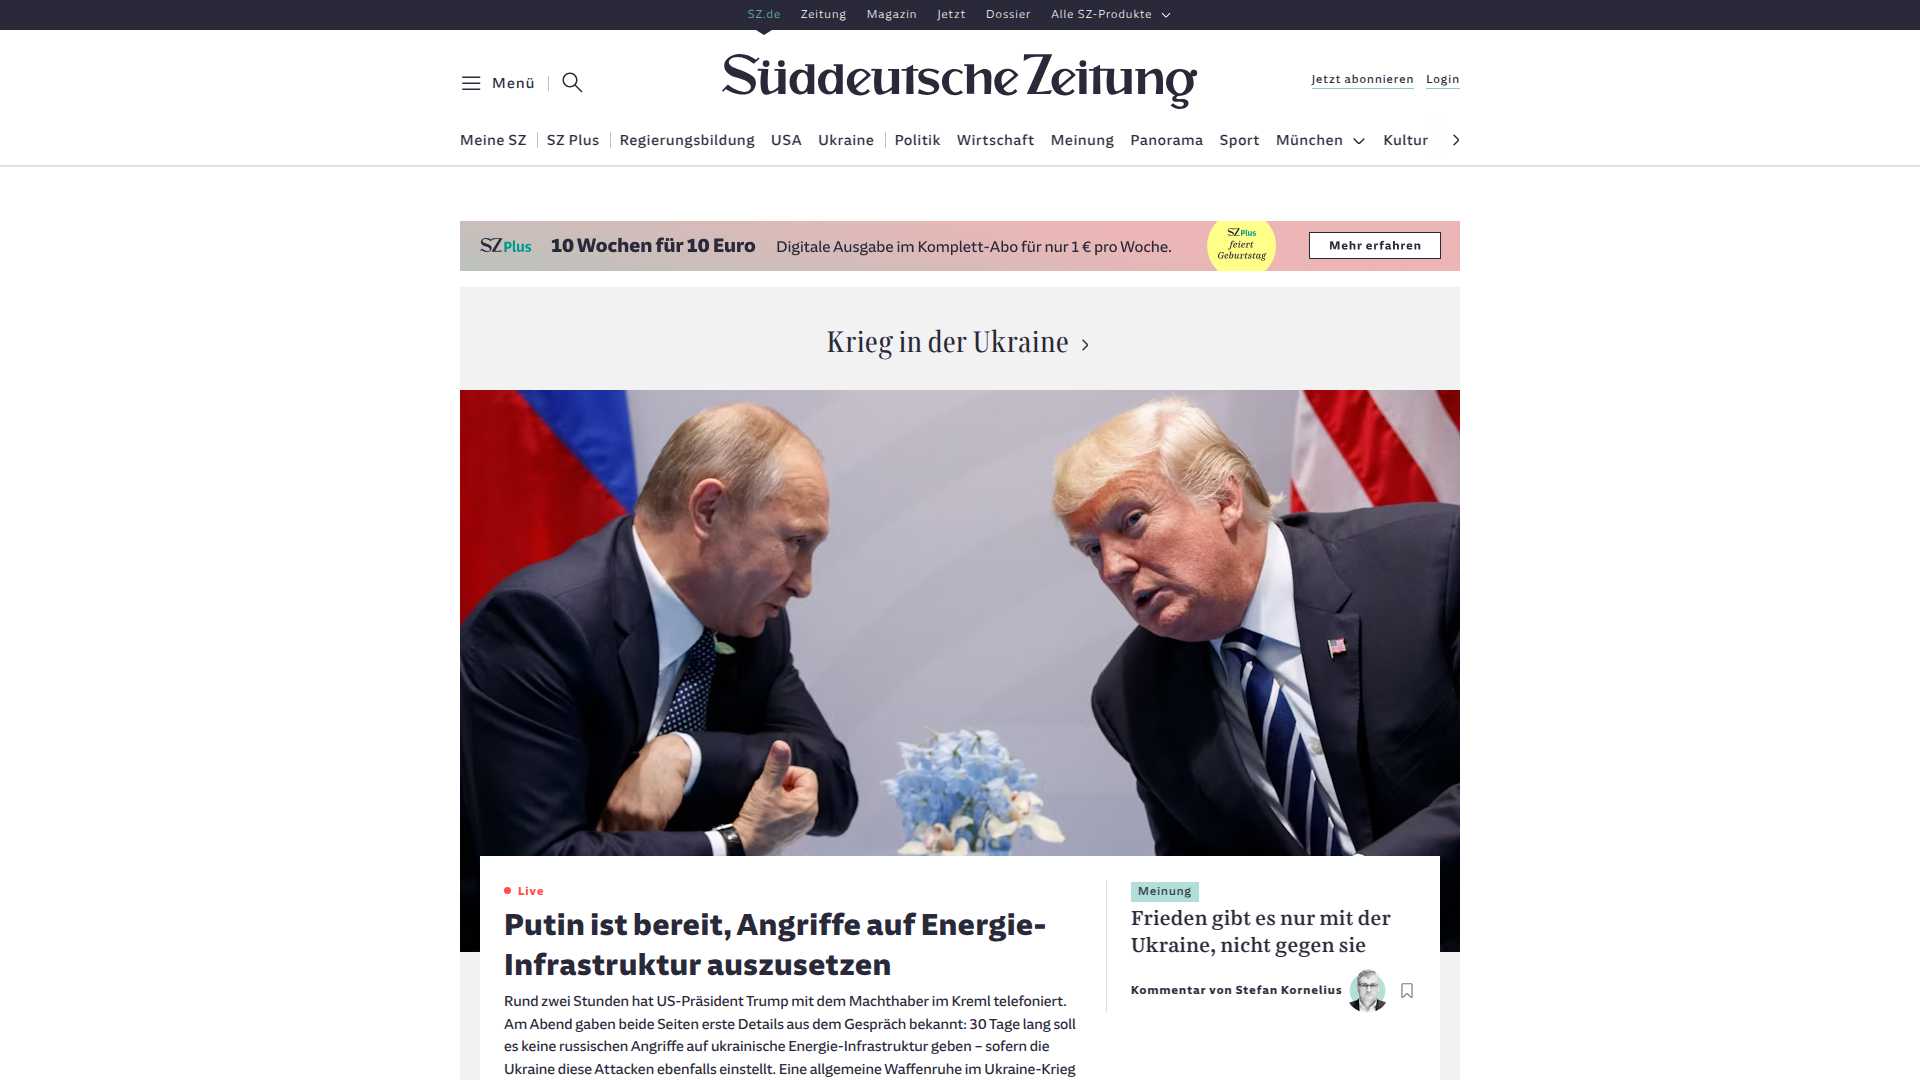 SZ.de Zeitung Magazin Jetzt Dossier Alle SZ-Produkte
Menü
Süddeutsche Zeitung
Jetzt abonnieren Login
Meine SZ SZ Plus Regierungsbildung USA Ukraine Politik Wirtschaft Meinung Panorama Sport München Kultur
SZ Plus 10 Wochen für 10 Euro Digitale Ausgabe im Komplett-Abo für nur 1 € pro Woche.
SZ Plus
feiert
Geburtstag
Mehr erfahren
Krieg in der Ukraine
Live
Putin ist bereit, Angriffe auf Energie-
Infrastruktur auszusetzen
Rund zwei Stunden hat US-Präsident Trump mit dem Machthaber im Kreml telefoniert.
Am Abend gaben beide Seiten erste Details aus dem Gespräch bekannt: 30 Tage lang soll
es keine russischen Angriffe auf ukrainische Energie-Infrastruktur geben – sofern die
Ukraine diese Attacken ebenfalls einstellt. Eine allgemeine Waffenruhe im Ukraine-Krieg
Meinung
Frieden gibt es nur mit der
Ukraine, nicht gegen sie
Kommentar von Stefan Kornelius